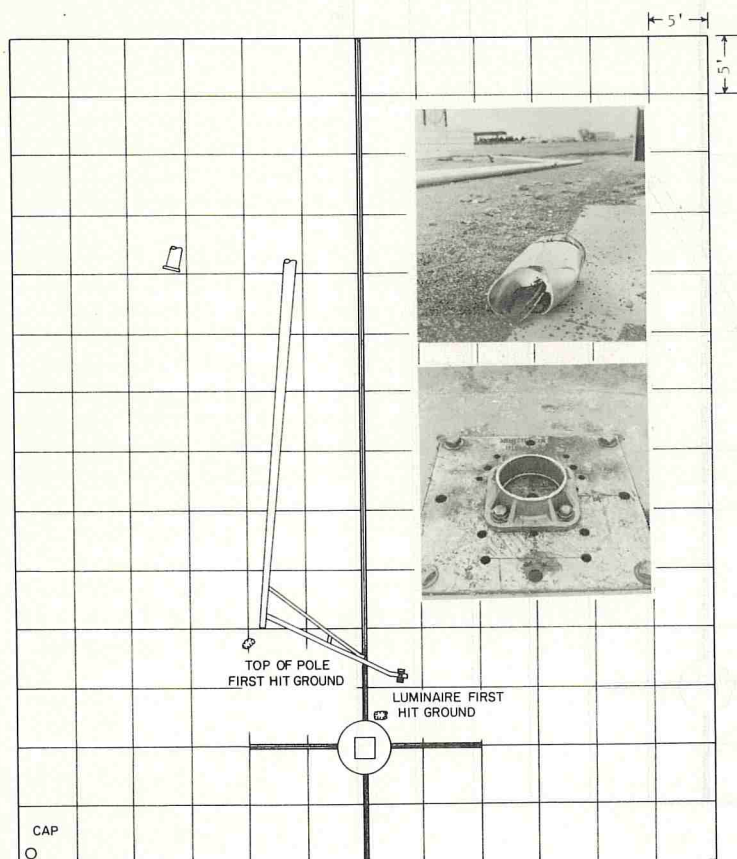 5'
5'
TOP OF POLE
FIRST HIT GROUND
LUMINAIRE FIRST
HIT GROUND
CAP